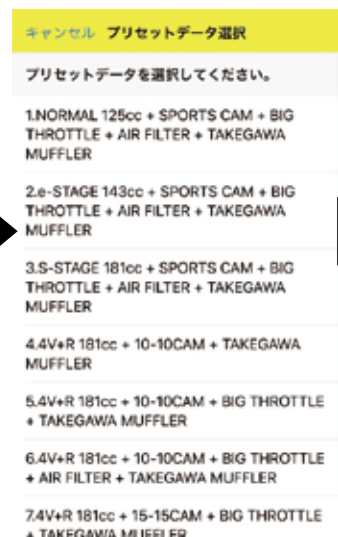 キャンセル プリセットデータ選択
プリセットデータを選択してください。
1.NORMAL 125cc + SPORTS CAM + BIG
THROTTLE + AIR FILTER + TAKEGAWA
MUFFLER
2.e-STAGE 143cc + SPORTS CAM + BIG
THROTTLE + AIR FILTER + TAKEGAWA
MUFFLER
3.S-STAGE 181cc + SPORTS CAM + BIG
THROTTLE + AIR FILTER + TAKEGAWA
MUFFLER
4.4V+R 181cc + 10-10CAM + TAKEGAWA
MUFFLER
5.4V+R 181cc + 10-10CAM + BIG THROTTLE
+ TAKEGAWA MUFFLER
6.4V+R 181cc + 10-10CAM + BIG THROTTLE
+ AIR FILTER + TAKEGAWA MUFFLER
7.4V+R 181cc + 15-15CAM + BIG THROTTLE
+ TAKEGAWA MUFFLER